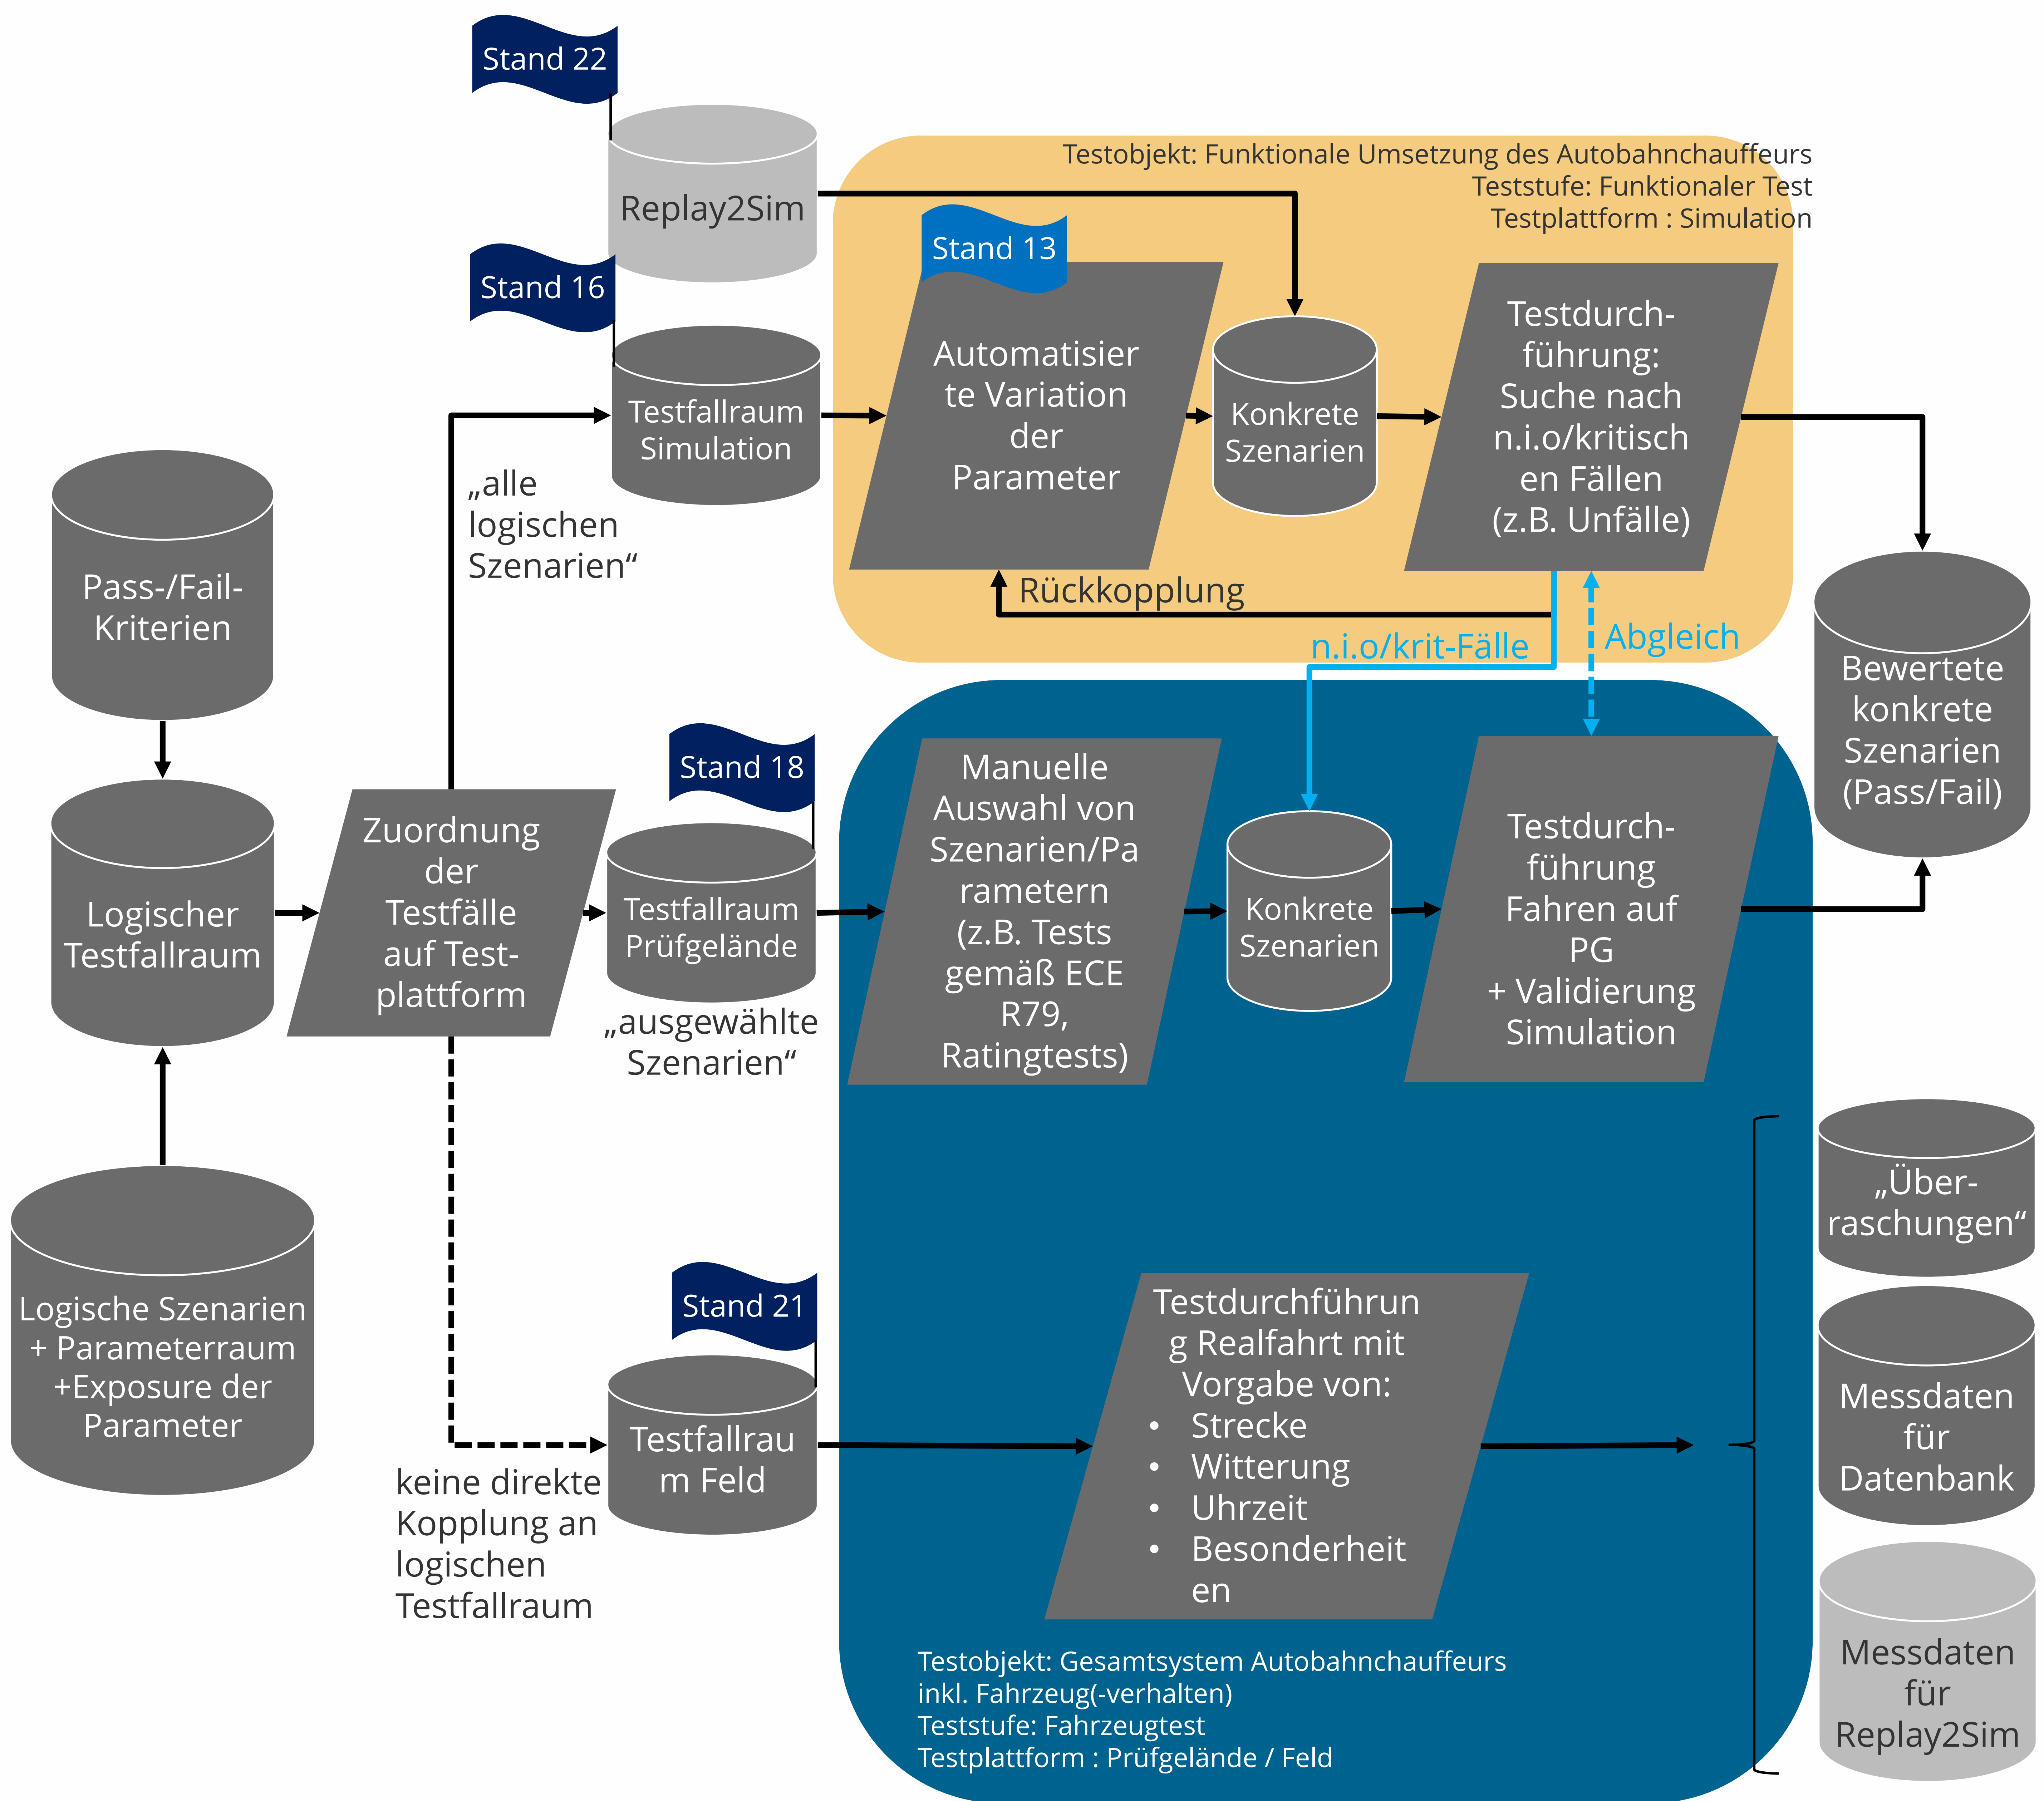 Stand 22
Replay2Sim
Testobjekt: Funktionale Umsetzung des Autobahnchauffeurs
Teststufe: Funktionaler Test
Testplattform : Simulation
Stand 16
Stand 13
Testfallraum
Simulation
Automatisier
te Variation
der
Parameter
Konkrete
Szenarien
Testdurch-
führung:
Suche nach
n.i.o/kritisch
en Fällen
(z.B. Unfälle)
„alle
logischen
Szenarien“
Rückkopplung
n.i.o/krit-Fälle
Abgleich
Pass-/Fail-
Kriterien
Bewertete
konkrete
Szenarien
(Pass/Fail)
Logischer
Testfallraum
Zuordnung
der
Testfälle
auf Test-
plattform
Stand 18
Testfallraum
Prüfgelände
„ausgewählte
Szenarien“
Manuelle
Auswahl von
Szenarien/Pa
rametern
(z.B. Tests
gemäß ECE
R79,
Ratingtests)
Konkrete
Szenarien
Testdurch-
führung
Fahren auf
PG
+ Validierung
Simulation
Logische Szenarien
+ Parameterraum
+Exposure der
Parameter
Stand 21
Testfallrau
m Feld
keine direkte
Kopplung an
logischen
Testfallraum
Testdurchführun
g Realfahrt mit
Vorgabe von:
• Strecke
• Witterung
• Uhrzeit
• Besonderheit
en
„Über-
raschungen“
Messdaten
für
Datenbank
Messdaten
für
Replay2Sim
Testobjekt: Gesamtsystem Autobahnchauffeurs
inkl. Fahrzeug(-verhalten)
Teststufe: Fahrzeugtest
Testplattform : Prüfgelände / Feld